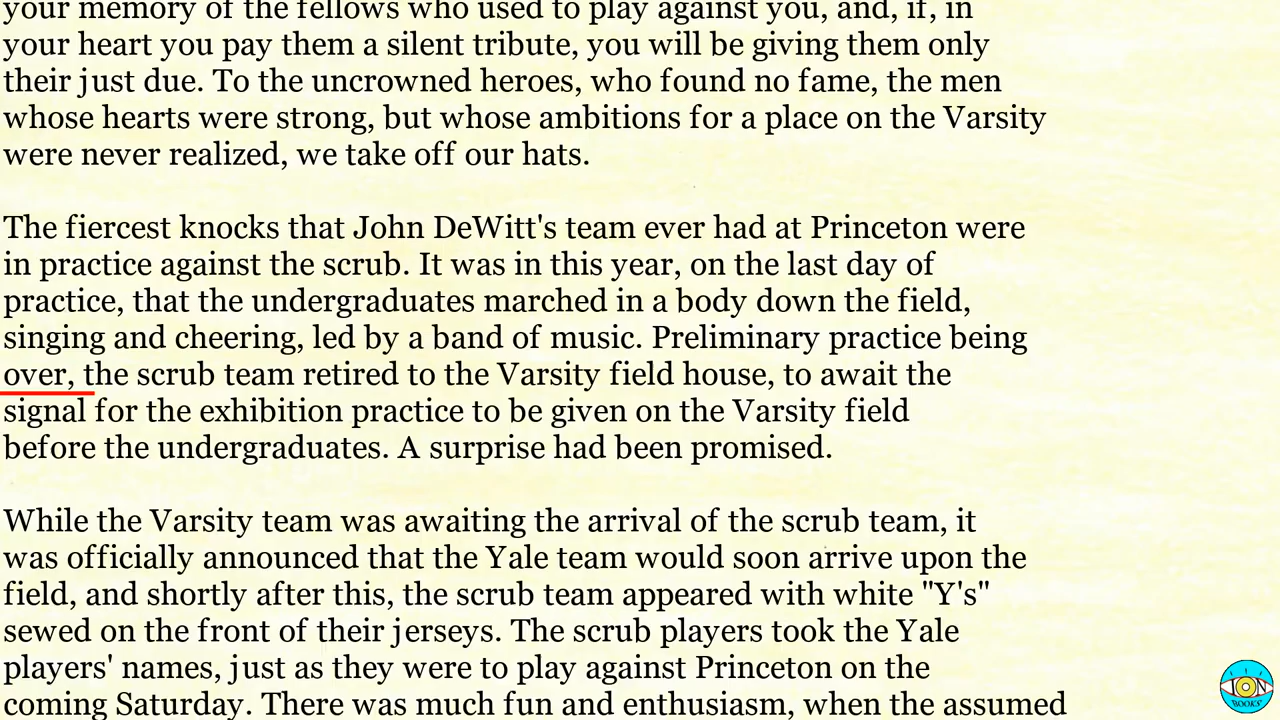 your memory of the fellows who used to play against you, and, if, in
your heart you pay them a silent tribute, you will be giving them only
their just due. To the uncrowned heroes, who found no fame, the men
whose hearts were strong, but whose ambitions for a place on the Varsity
were never realized, we take off our hats.
The fiercest knocks that John DeWitt's team ever had at Princeton were
in practice against the scrub. It was in this year, on the last day of
practice, that the undergraduates marched in a body down the field,
singing and cheering, led by a band of music. Preliminary practice being
over, the scrub team retired to the Varsity field house, to await the
signal for the exhibition practice to be given on the Varsity field
before the undergraduates. A surprise had been promised.
While the Varsity team was awaiting the arrival of the scrub team, it
was officially announced that the Yale team would soon arrive upon the
field, and shortly after this, the scrub team appeared with white "Y's"
sewed on the front of their jerseys. The scrub players took the Yale
players' names, just as they were to play against Princeton on the
coming Saturday. There was much fun and enthusiasm, when the assumed
ION
BOOKS